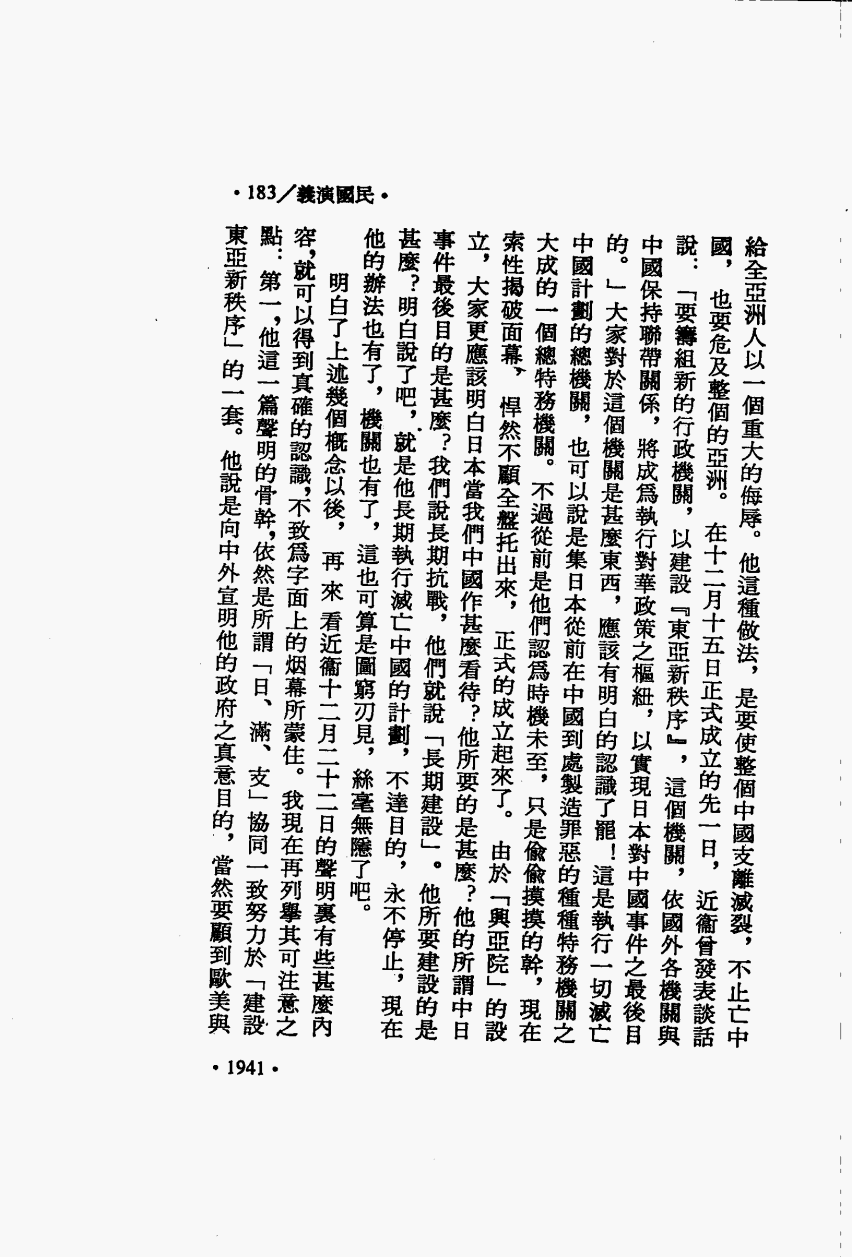 •183／義演國民•
給全亞洲人以一個重大的侮辱。他這種做法，是要使整個中國支離滅裂，不止亡中
國，也要危及整個的亞洲。在十二月十五日正式成立的先一日，近衞曾發表談話
說：「要籌組新的行政機關，以建設『東亞新秩序』，這個機關，依國外各機關與
中國保持聯帶關係，將成爲執行對華政策之樞紐，以實現日本對中國事件之最後目
的。」大家對於這個機關是甚麼東西，應該有明白的認識了罷！這是執行一切滅亡
中國計劃的總機關，也可以說是集日本從前在中國到處製造罪惡的種種特務機關之
大成的一個總特務機關。不過從前是他們認爲時機未至，只是偸偸摸摸的幹，現在
索性揭破面幕、悍然不顧全盤托出來，正式的成立起來了。由於「興亞院」的設
立，大家更應該明白日本當我們中國作甚麼看待？他所要的是甚麼？他的所謂中日
事件最後目的是甚麼？我們說長期抗戰，他們就說「長期建設」。他所要建設的是
甚麼？明白說了吧，就是他長期執行滅亡中國的計劃，不達目的，永不停止，現在
他的辦法也有了，機關也有了，這也可算是圖窮刃見，絲毫無隱了吧。
明白了上述幾個概念以後，再來看近衞十二月二十二日的聲明裏有些甚麼內
容，就可以得到真確的認識，不致爲字面上的烟幕所蒙住。我現在再列擧其可注意之
點：第一，他這一篇聲明的骨幹，依然是所謂「日、滿、支」協同一致努力於「建設
東亞新秩序」的一套。他說是向中外宣明他的政府之真意目的，當然要顧到歐美與
•1941•